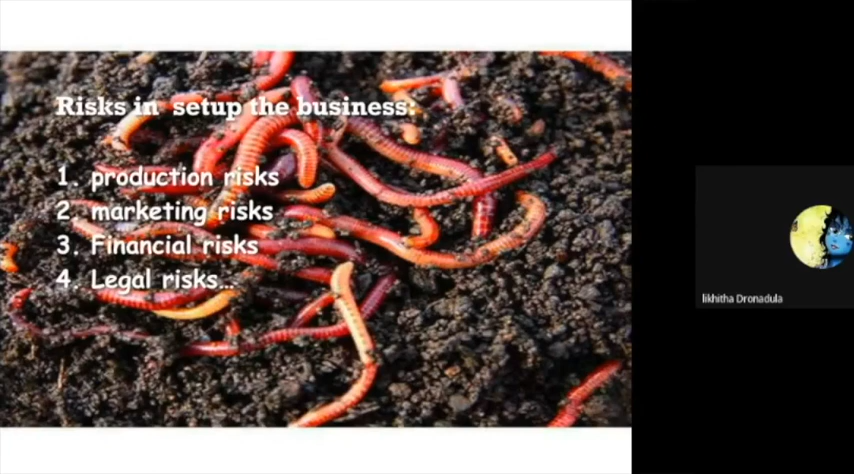 Risks in setup the business:
1. production risks
2. marketing risks
3. Financial risks
4. Legal risks...
likhitha Dronadula